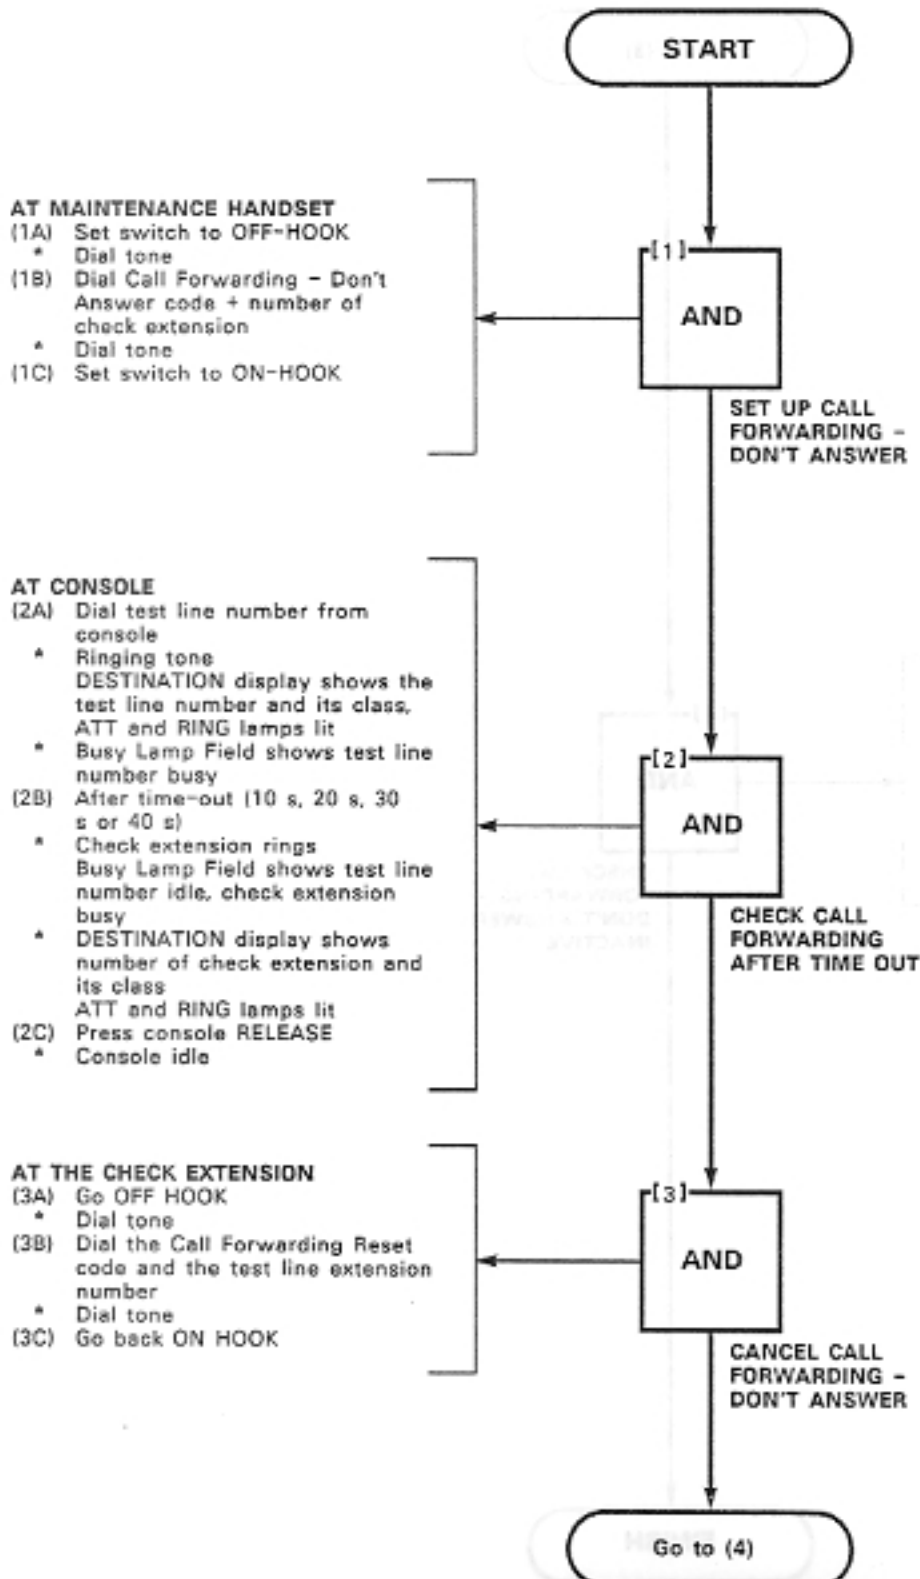 START
AT MAINTENANCE HANDSET
(1A) Set switch to OFF-HOOK
* Dial tone
(1B) Dial Call Forwarding - Don't
Answer code + number of
check extension
* Dial tone
(1C) Set switch to ON-HOOK
[1]
AND
SET UP CALL
FORWARDING -
DON'T ANSWER
AT CONSOLE
(2A) Dial test line number from
console
* Ringing tone
DESTINATION display shows the
test line number and its class,
ATT and RING lamps lit
* Busy Lamp Field shows test line
number busy
(2B) After time-out (10 s, 20 s, 30
s or 40 s)
* Check extension rings
Busy Lamp Field shows test line
number idle, check extension
busy
* DESTINATION display shows
number of check extension and
its class
ATT and RING lamps lit
(2C) Press console RELEASE
* Console idle
[2]
AND
CHECK CALL
FORWARDING
AFTER TIME OUT
AT THE CHECK EXTENSION
(3A) Go OFF HOOK
* Dial tone
(3B) Dial the Call Forwarding Reset
code and the test line extension
number
* Dial tone
(3C) Go back ON HOOK
[3]
AND
CANCEL CALL
FORWARDING -
DON'T ANSWER
Go to (4)